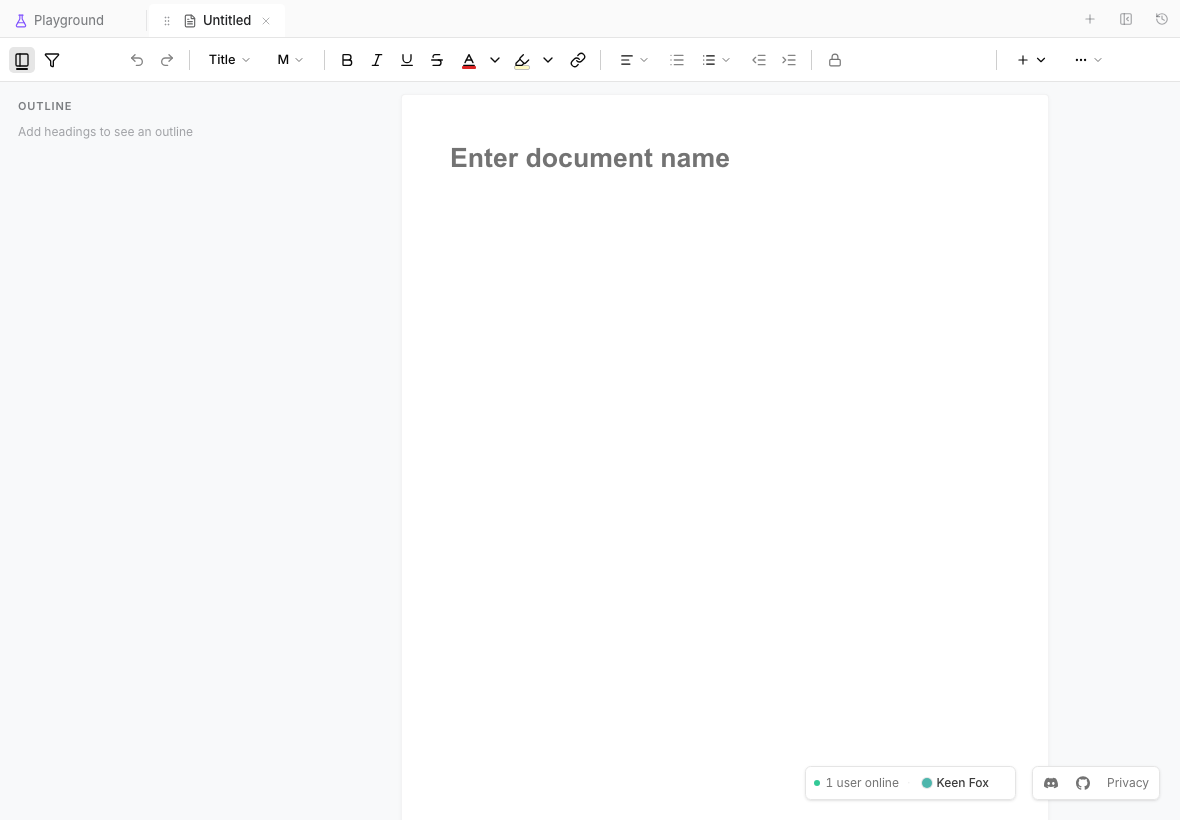 Playground
Untitled
Title
M
B I U S A
OUTLINE
Add headings to see an outline
Enter document name
1 user online
Keen Fox
Privacy